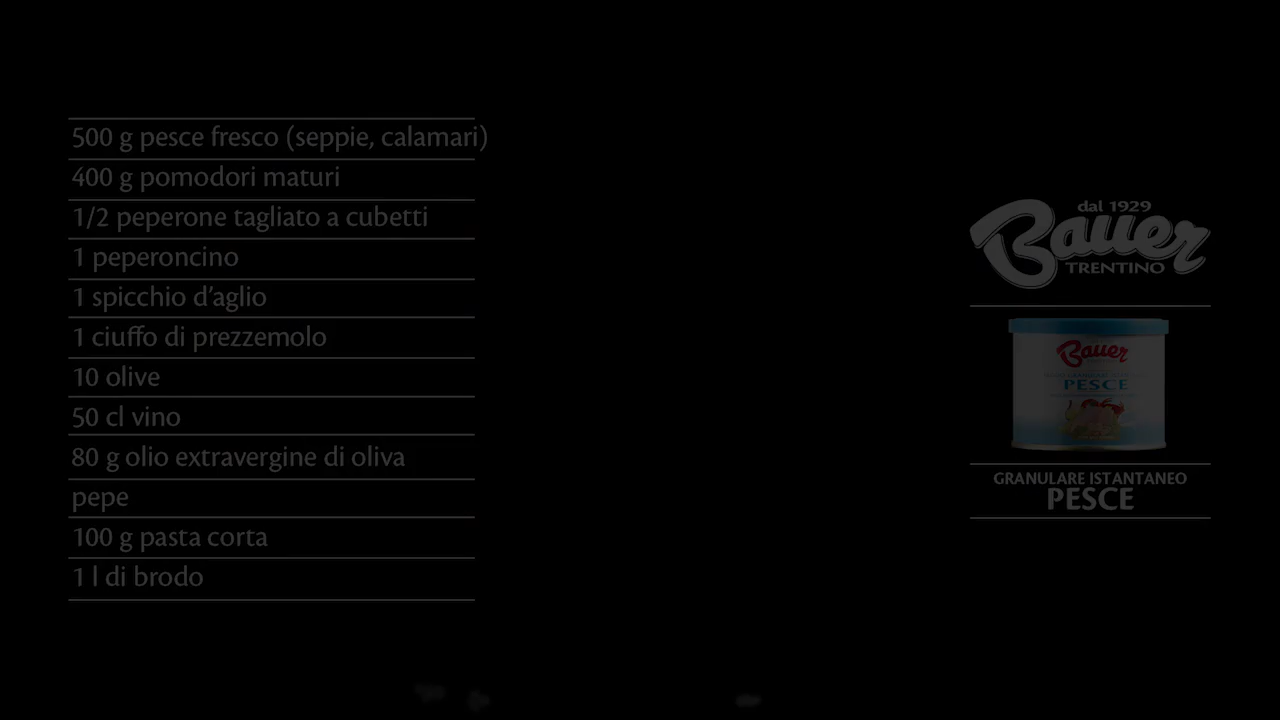 500 g pesce fresco (seppie, calamari)
400 g pomodori maturi
1/2 peperone tagliato a cubetti
1 peperoncino
1 spicchio d'aglio
1 ciuffo di prezzemolo
10 olive
50 cl vino
80 g olio extravergine di oliva
pepe
100 g pasta corta
1 l di brodo
dal 1929
Bauer
TRENTINO
Bauer
PESCE
GRANULARE ISTANTANEO
PESCE